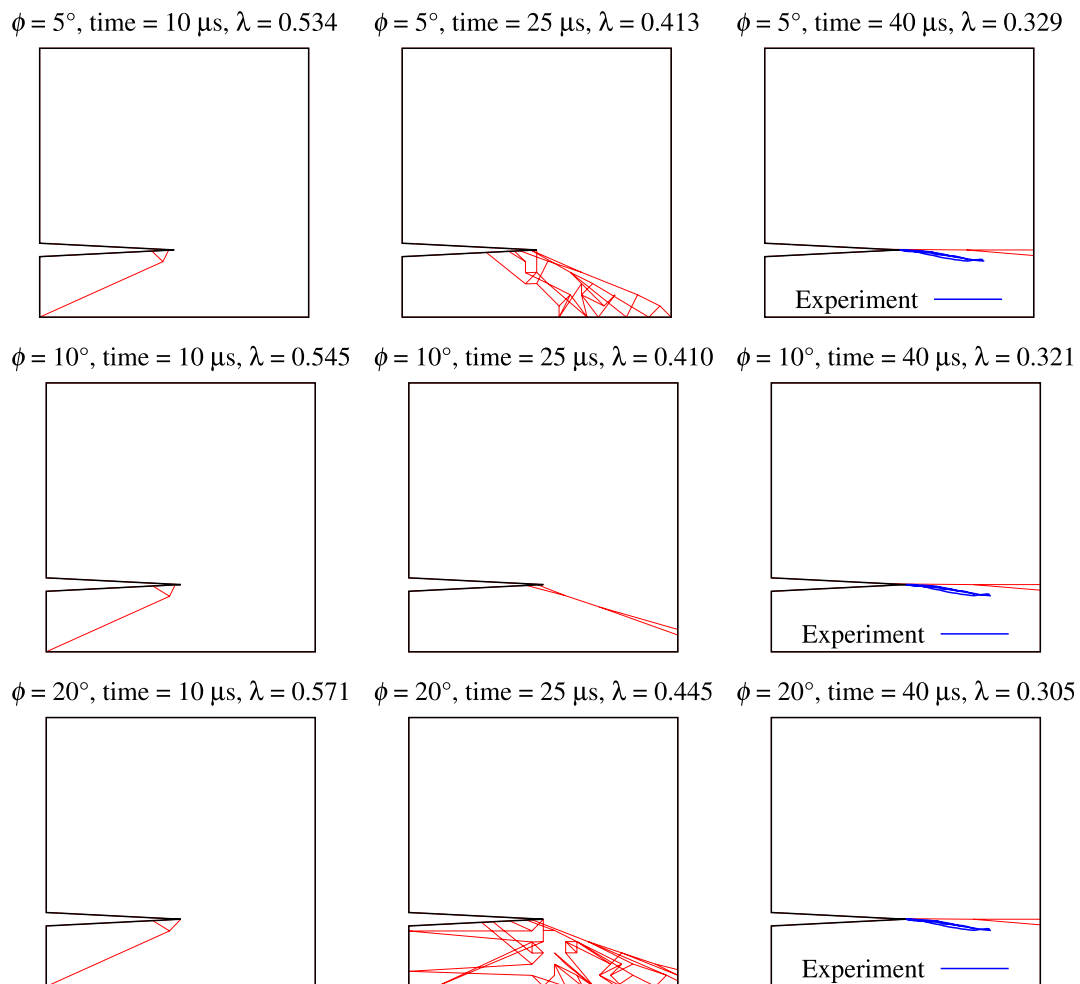 ϕ = 5°, time = 10 μs, λ = 0.534
ϕ = 5°, time = 25 μs, λ = 0.413
ϕ = 5°, time = 40 μs, λ = 0.329
Experiment
ϕ = 10°, time = 10 μs, λ = 0.545
ϕ = 10°, time = 25 μs, λ = 0.410
ϕ = 10°, time = 40 μs, λ = 0.321
Experiment
ϕ = 20°, time = 10 μs, λ = 0.571
ϕ = 20°, time = 25 μs, λ = 0.445
ϕ = 20°, time = 40 μs, λ = 0.305
Experiment